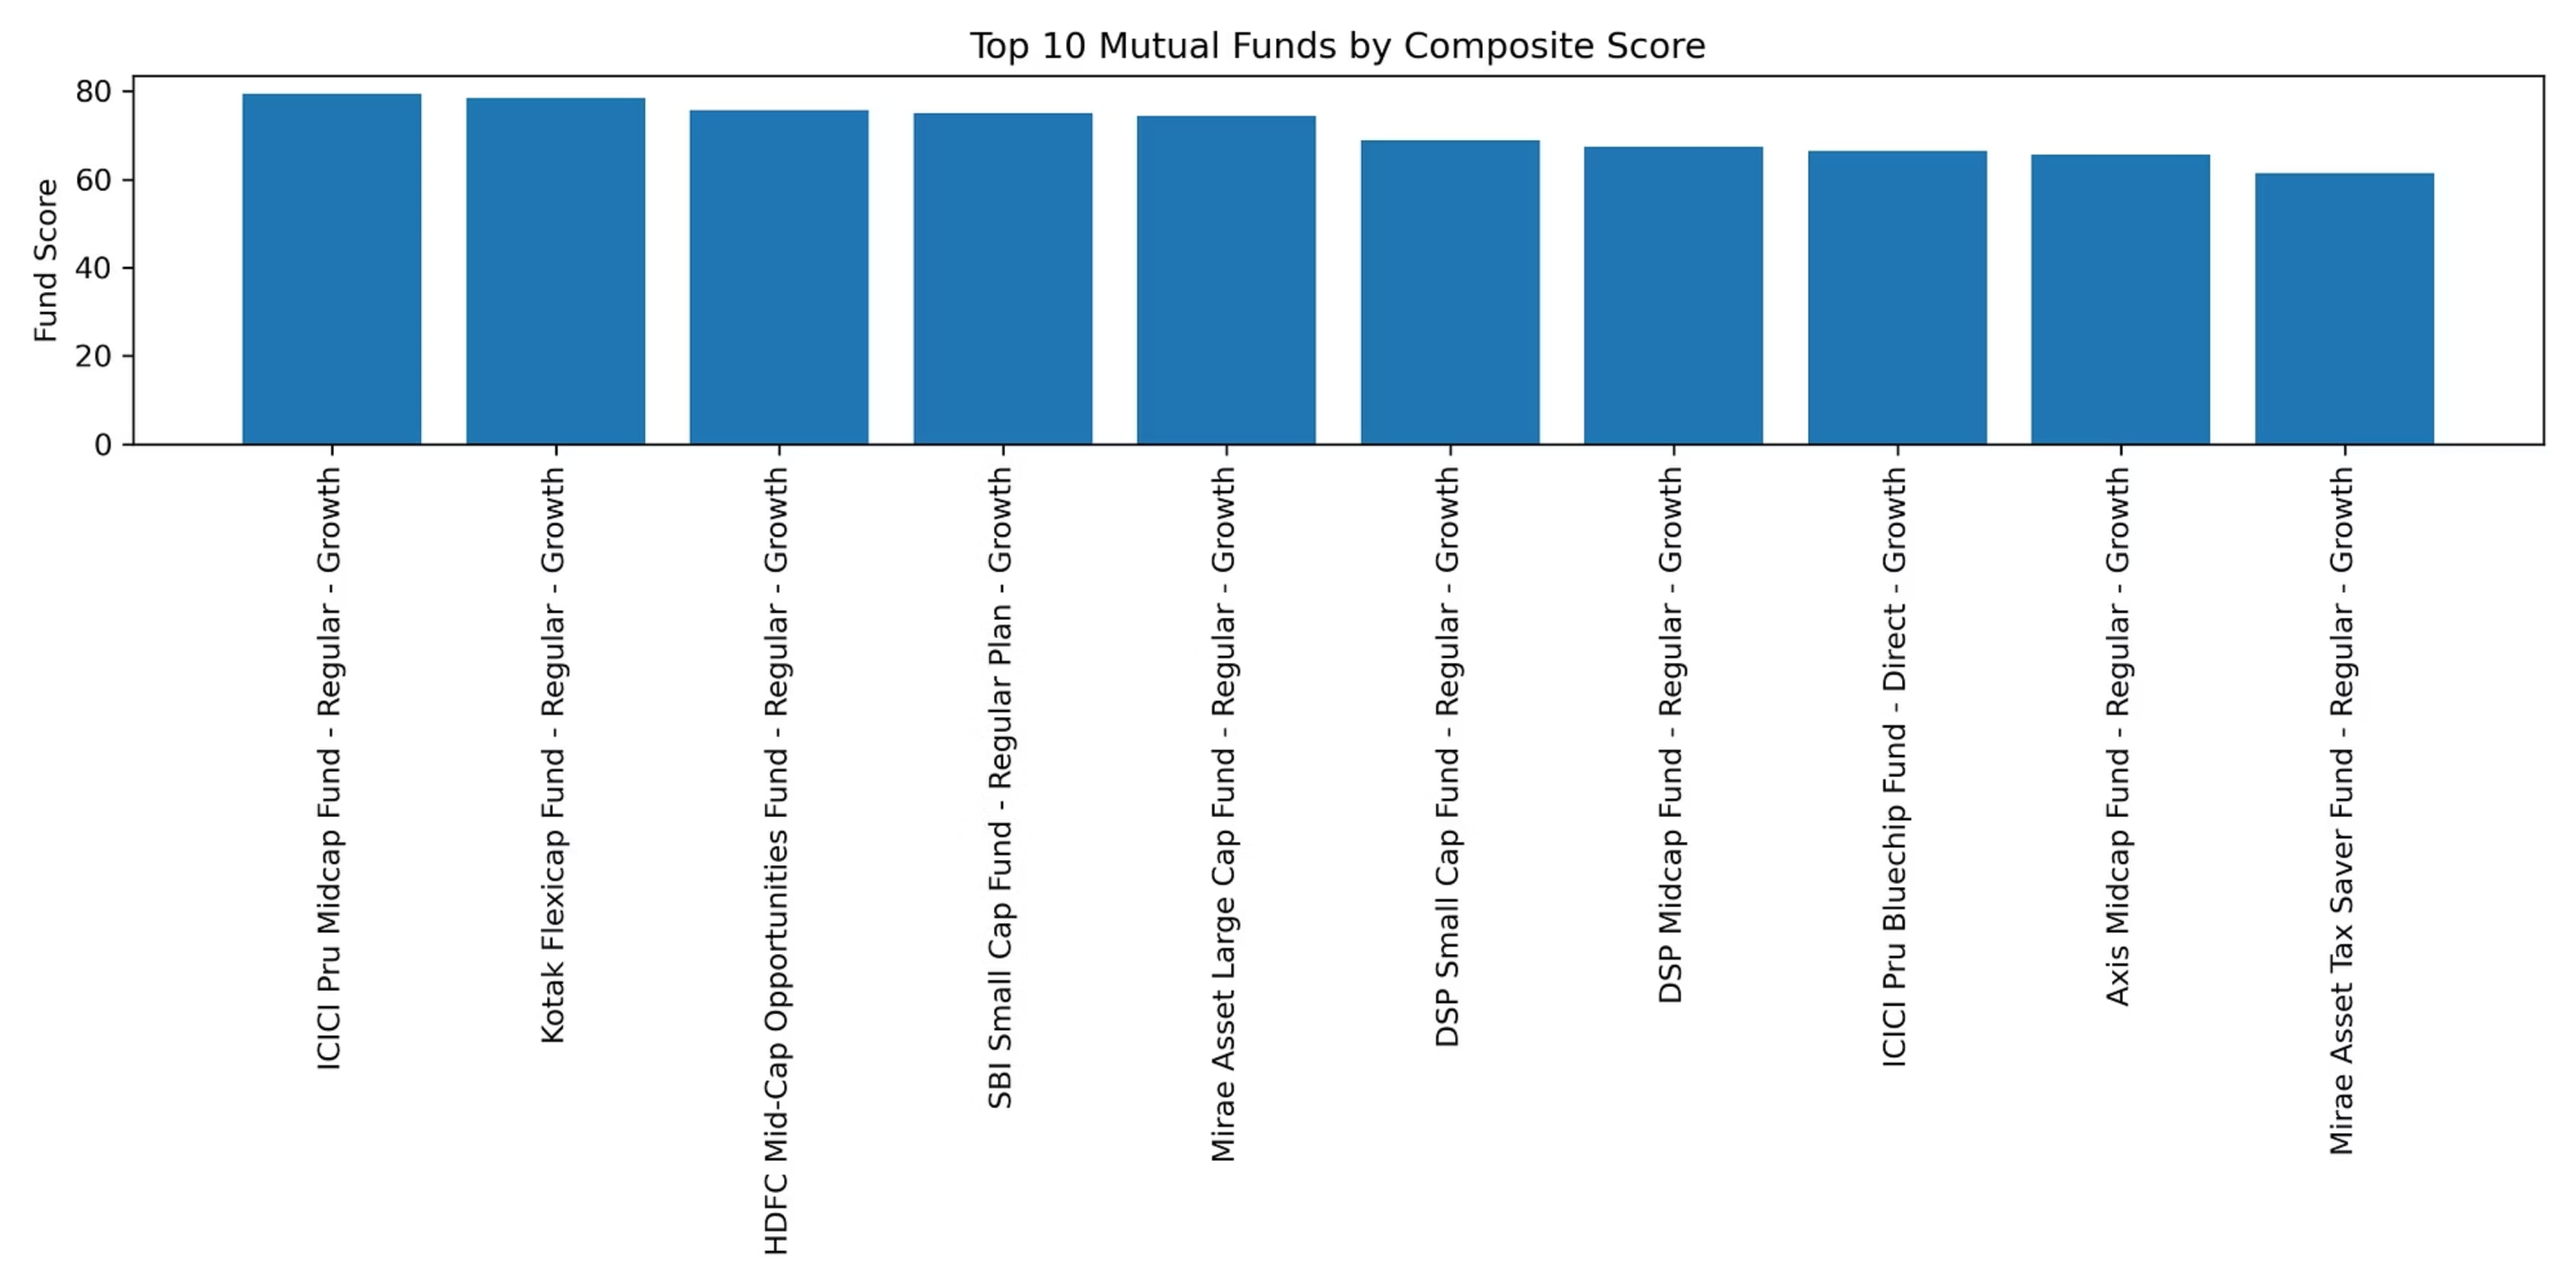 Top 10 Mutual Funds by Composite Score
Fund Score
80
60
40
20
0
ICICI Pru Midcap Fund - Regular - Growth
Kotak Flexicap Fund - Regular - Growth
HDFC Mid-Cap Opportunities Fund - Regular - Growth
SBI Small Cap Fund - Regular Plan - Growth
Mirae Asset Large Cap Fund - Regular - Growth
DSP Small Cap Fund - Regular - Growth
DSP Midcap Fund - Regular - Growth
ICICI Pru Bluechip Fund - Direct - Growth
Axis Midcap Fund - Regular - Growth
Mirae Asset Tax Saver Fund - Regular - Growth